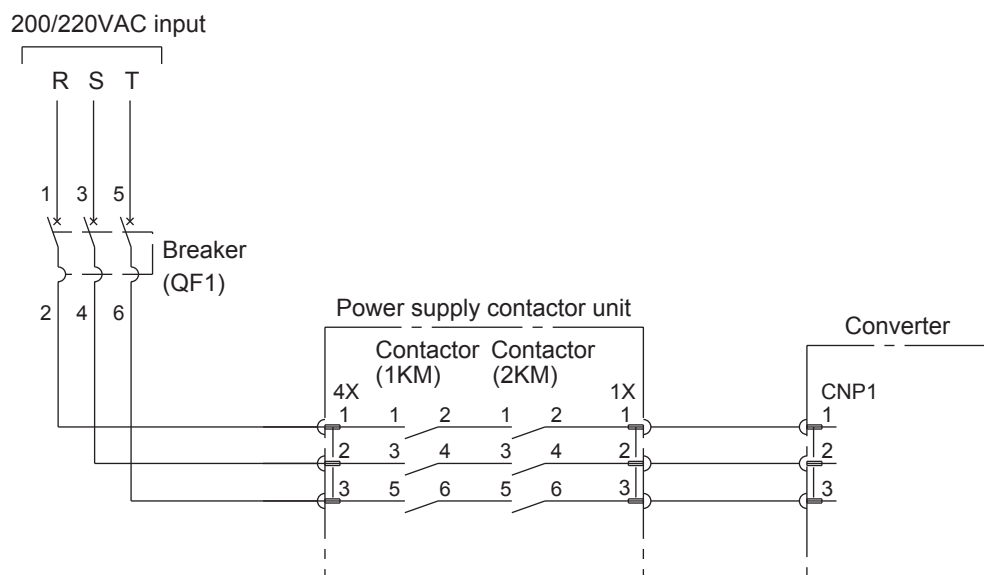 200/220VAC input
R S T
1 3 5
Breaker
(QF1)
2 4 6
Power supply contactor unit
Converter
Contactor Contactor
(1KM) (2KM)
4X 1X CNP1
1 1 2 1 2 1 1
2 3 4 3 4 2 2
3 5 6 5 6 3 3